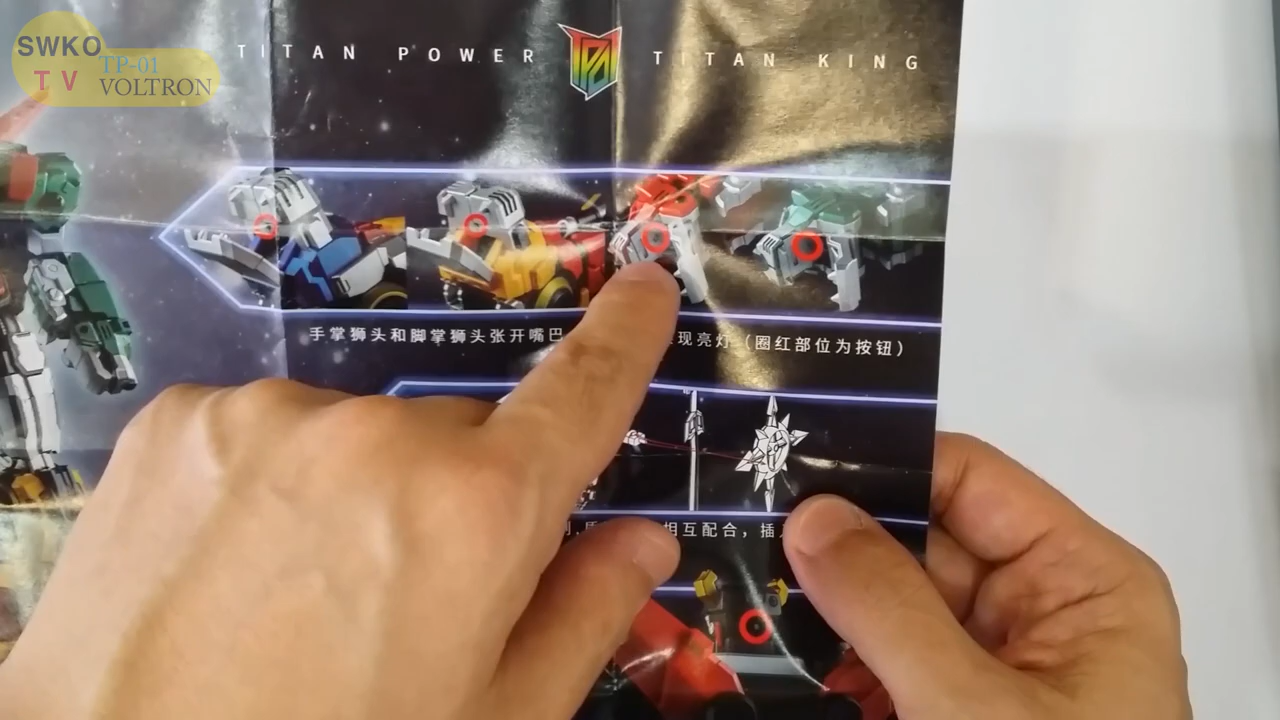 SWKO
TV
TP-01
VOLTRON
TITAN POWER TITAN KING
手掌狮头和脚掌狮头张开嘴巴
现亮灯（圈红部位为按钮）
相互配合，插